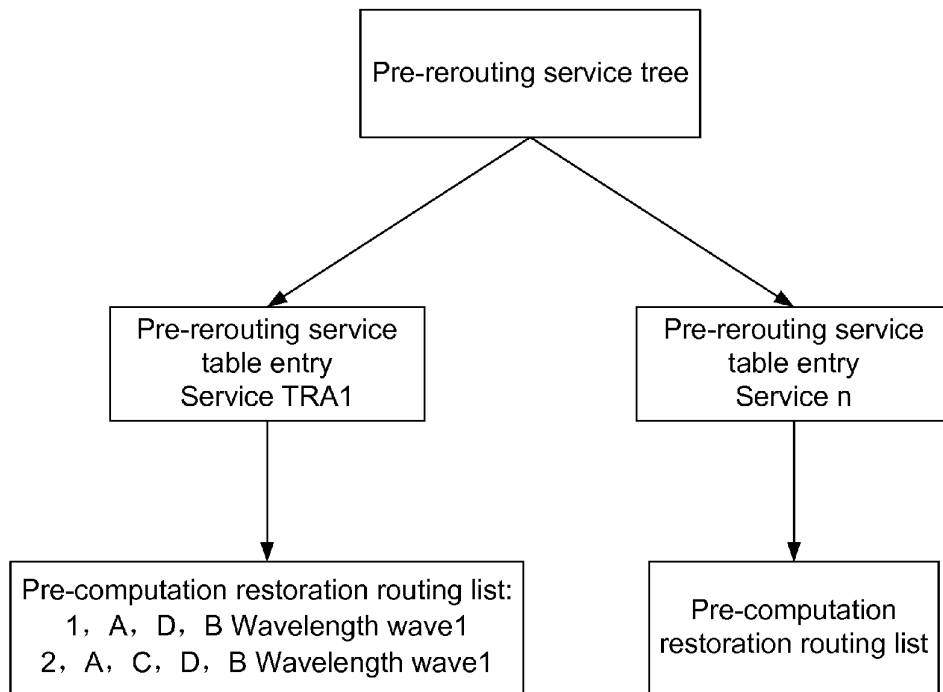 Pre-rerouting service tree
Pre-rerouting service
table entry
Service TRA1
Pre-rerouting service
table entry
Service n
Pre-computation restoration routing list:
1，A，D，B Wavelength wave1
2，A，C，D，B Wavelength wave1
Pre-computation
restoration routing list